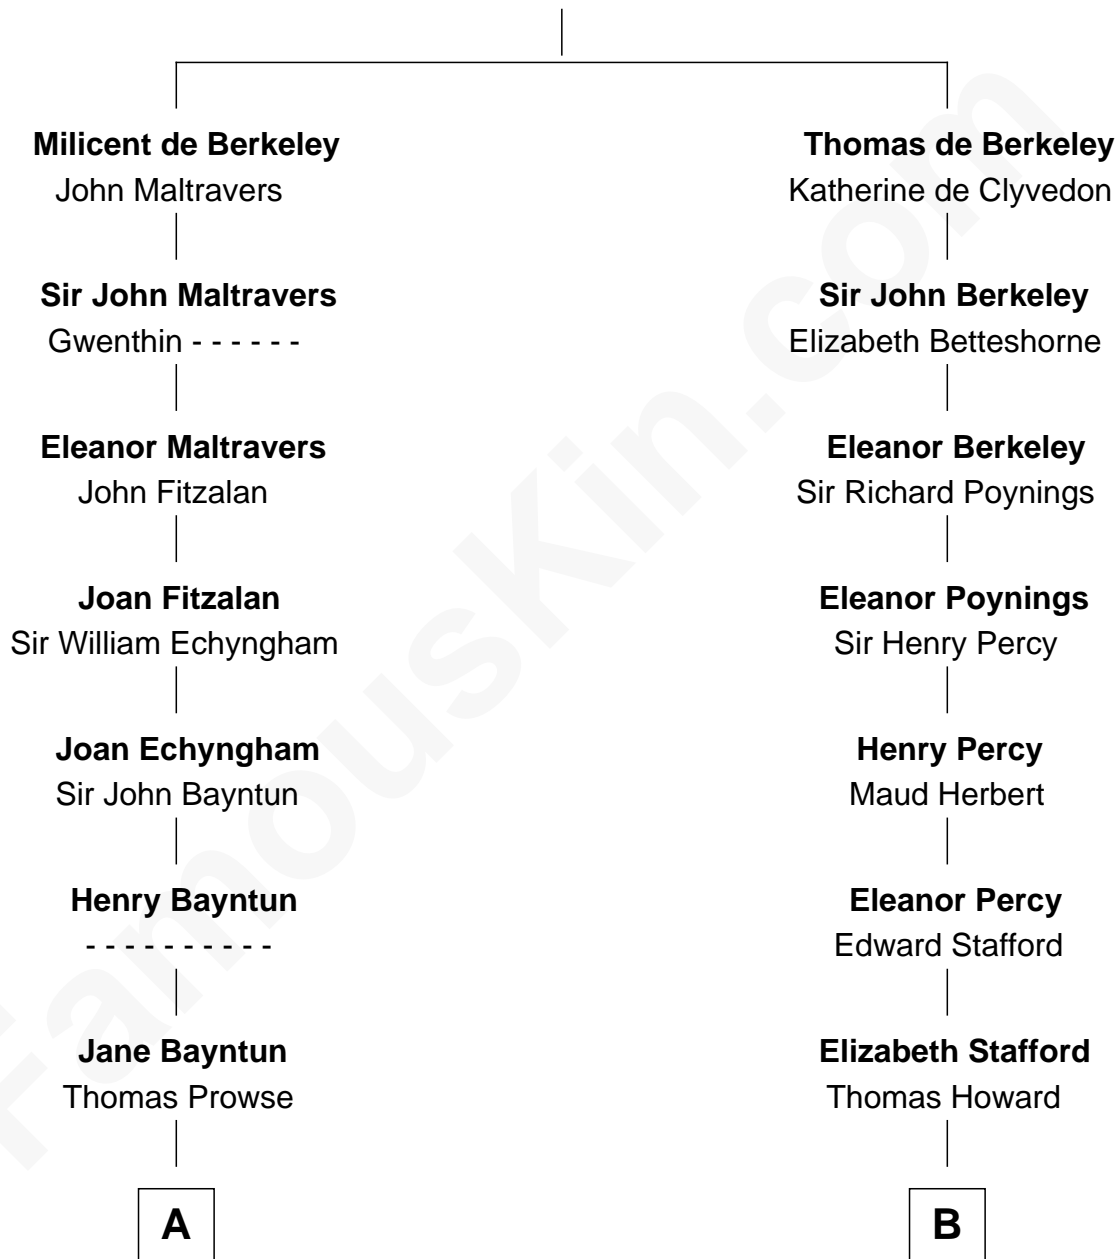 Milicent de Berkeley
John Maltravers
Sir John Maltravers
Gwenthin - - - - - -
Eleanor Maltravers
John Fitzalan
Joan Fitzalan
Sir William Echyngham
Joan Echyngham
Sir John Bayntun
Henry Bayntun
- - - - - - - - - -
Jane Bayntun
Thomas Prowse
A
Thomas de Berkeley
Katherine de Clyvedon
Sir John Berkeley
Elizabeth Betteshorne
Eleanor Berkeley
Sir Richard Poynings
Eleanor Poynings
Sir Henry Percy
Henry Percy
Maud Herbert
Eleanor Percy
Edward Stafford
Elizabeth Stafford
Thomas Howard
B
FamousKin.com